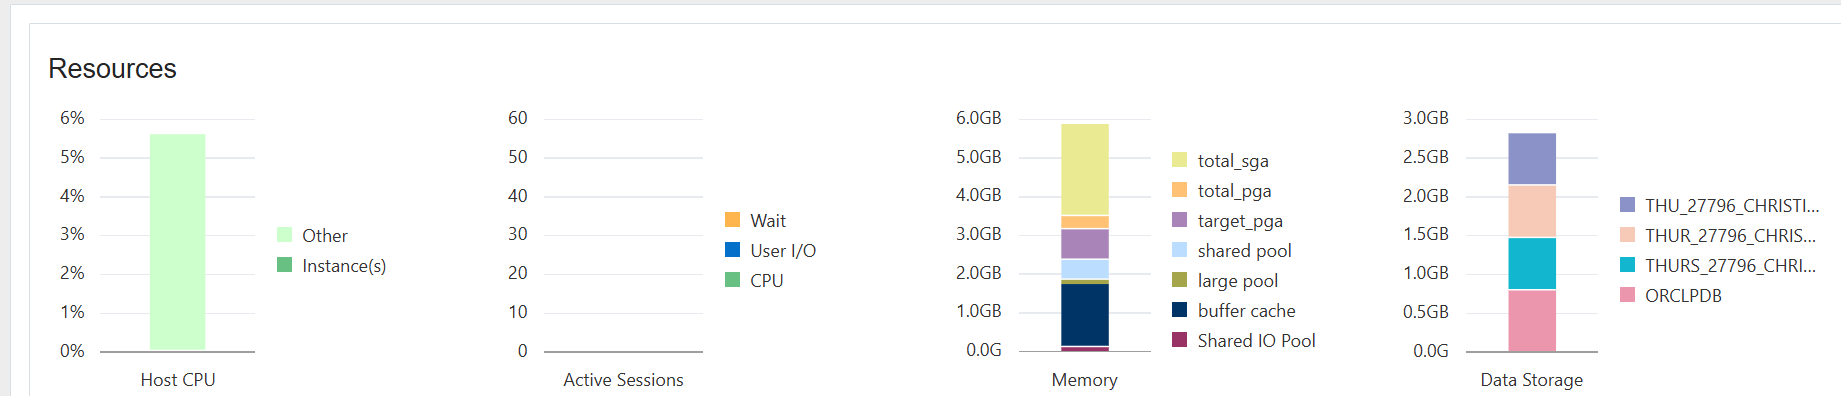 Resources
6%
5%
4%
3%
2%
1%
0%
Host CPU
Other
Instance(s)
60
50
40
30
20
10
0
Active Sessions
Wait
User I/O
CPU
6.0GB
5.0GB
4.0GB
3.0GB
2.0GB
1.0GB
0.0G
Memory
total_sga
total_pga
target_pga
shared pool
large pool
buffer cache
Shared IO Pool
3.0GB
2.5GB
2.0GB
1.5GB
1.0GB
0.5GB
0.0G
Data Storage
THU_27796_CHRISTI...
THUR_27796_CHRIS...
THURS_27796_CHRI...
ORCLPDB